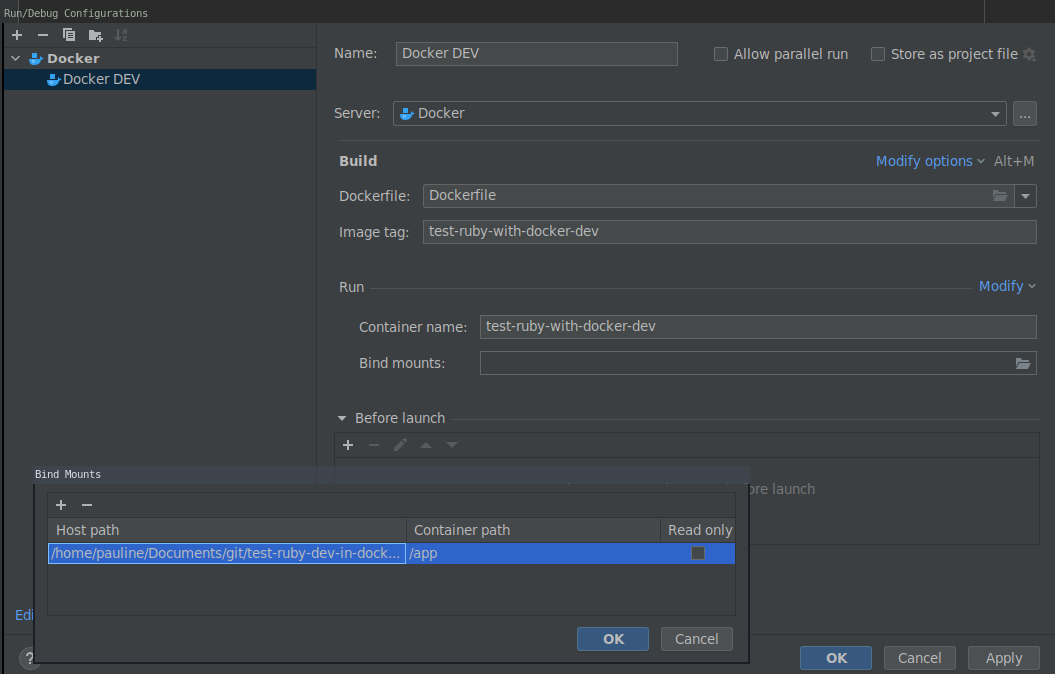 Run/Debug Configurations
Docker
Docker DEV
Name: Docker DEV Allow parallel run Store as project file
Server: Docker ...
Build Modify options Alt+M
Dockerfile: Dockerfile
Image tag: test-ruby-with-docker-dev
Run Modify
Container name: test-ruby-with-docker-dev
Bind mounts:
Before launch
launch
Bind Mounts
Host path Container path Read only
/home/pauline/Documents/git/test-ruby-dev-in-dock... /app
OK Cancel
Edi
?
OK Cancel Apply